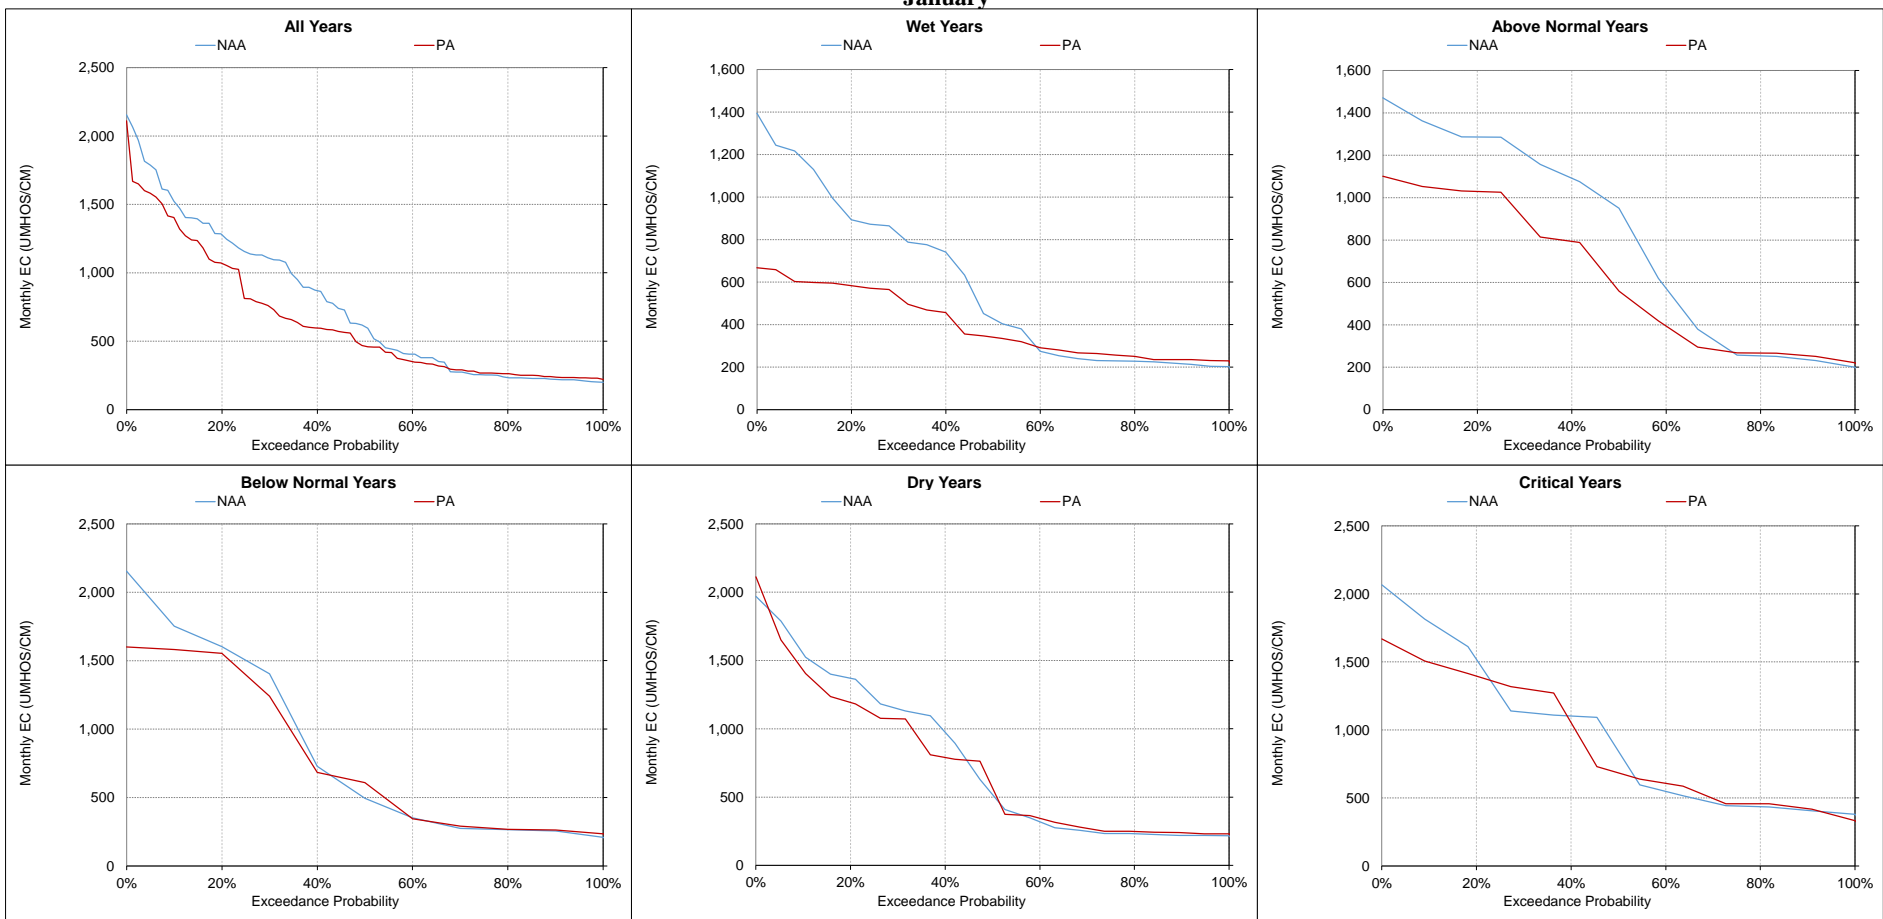 January
All Years
NAA PA
2,500
2,000
1,500
1,000
500
0
Monthly EC (UMHOS/CM)
0% 20% 40% 60% 80% 100%
Exceedance Probability
Wet Years
NAA PA
1,600
1,400
1,200
1,000
800
600
400
200
0
Monthly EC (UMHOS/CM)
0% 20% 40% 60% 80% 100%
Exceedance Probability
Above Normal Years
NAA PA
1,600
1,400
1,200
1,000
800
600
400
200
0
Monthly EC (UMHOS/CM)
0% 20% 40% 60% 80% 100%
Exceedance Probability
Below Normal Years
NAA PA
2,500
2,000
1,500
1,000
500
0
Monthly EC (UMHOS/CM)
0% 20% 40% 60% 80% 100%
Exceedance Probability
Dry Years
NAA PA
2,500
2,000
1,500
1,000
500
0
Monthly EC (UMHOS/CM)
0% 20% 40% 60% 80% 100%
Exceedance Probability
Critical Years
NAA PA
2,500
2,000
1,500
1,000
500
0
Monthly EC (UMHOS/CM)
0% 20% 40% 60% 80% 100%
Exceedance Probability